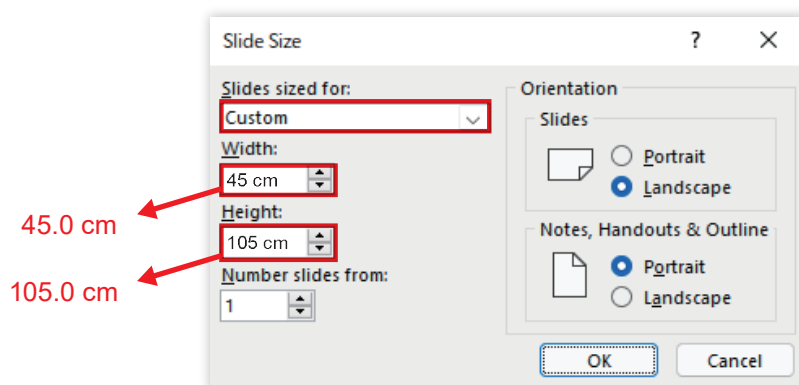 Slide Size
Slides sized for:
Custom
Width:
45 cm
45.0 cm
Height:
105 cm
105.0 cm
Number slides from:
1
Orientation
Slides
Portrait
Landscape
Notes, Handouts & Outline
Portrait
Landscape
OK
Cancel